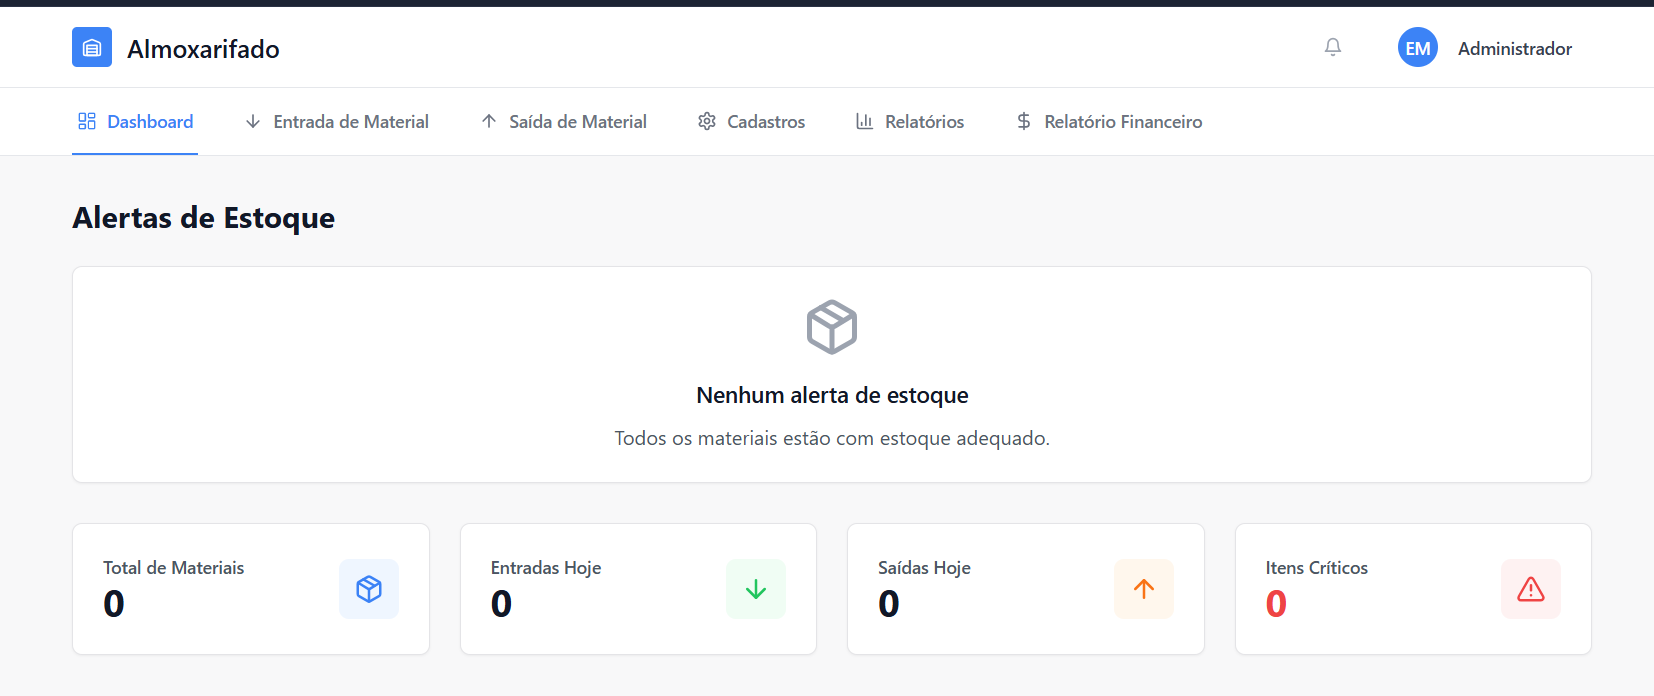 Almoxarifado
EM Administrador
Dashboard Entrada de Material Saída de Material Cadastros Relatórios Relatório Financeiro
Alertas de Estoque
Nenhum alerta de estoque
Todos os materiais estão com estoque adequado.
Total de Materiais
0
Entradas Hoje
0
Saídas Hoje
0
Itens Críticos
0